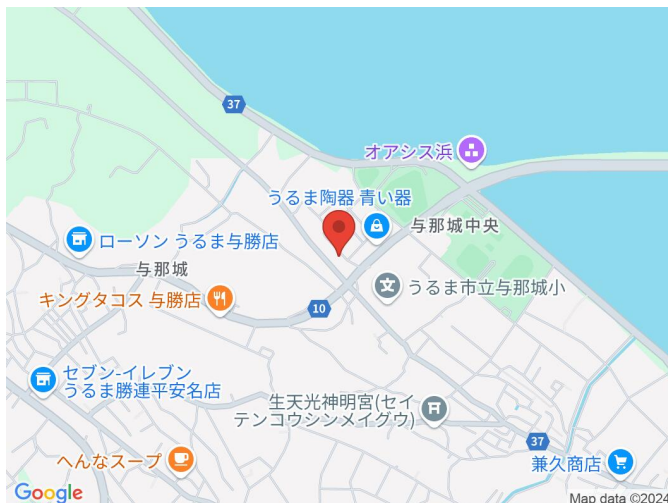 37
オアシス浜
うるま陶器 青い器
与那城中央
ローソン うるま与勝店
与那城
うるま市立与那城小
キングタコス 与勝店
10
セブン-イレブン
うるま勝連平安名店
生天光神明宮(セイ
テンコウシンメイグウ)
37
へんなスープ
兼久商店
Google
Map data ©2024